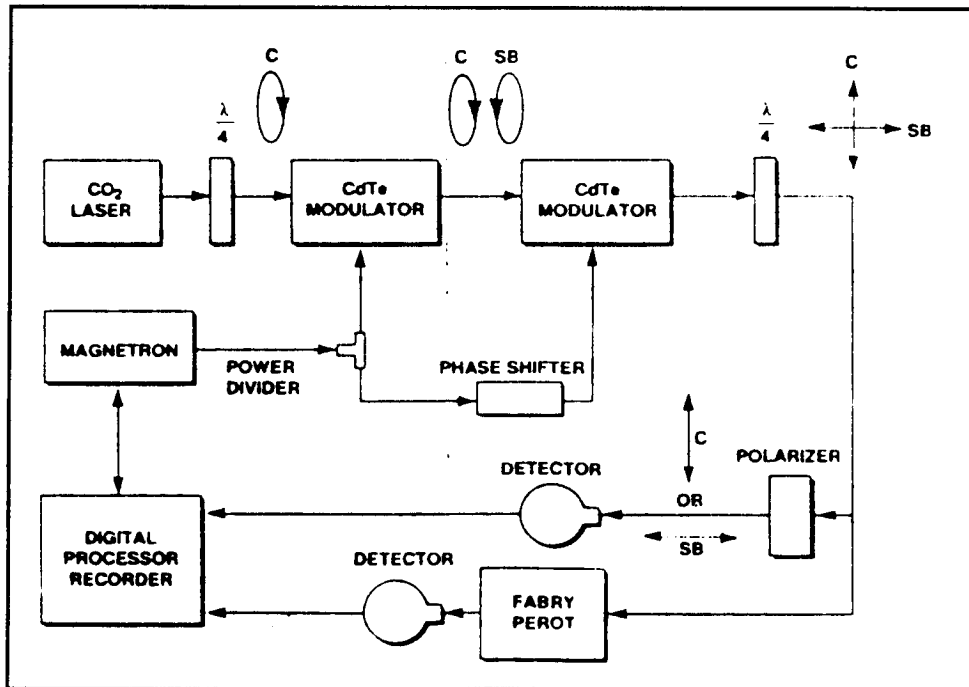 C
C SB
C
SB
λ
4
λ
4
CO₂
LASER
CdTe
MODULATOR
CdTe
MODULATOR
MAGNETRON
POWER
DIVIDER
PHASE SHIFTER
C
POLARIZER
DETECTOR
OR
SB
DIGITAL
PROCESSOR
RECORDER
DETECTOR
FABRY
PEROT